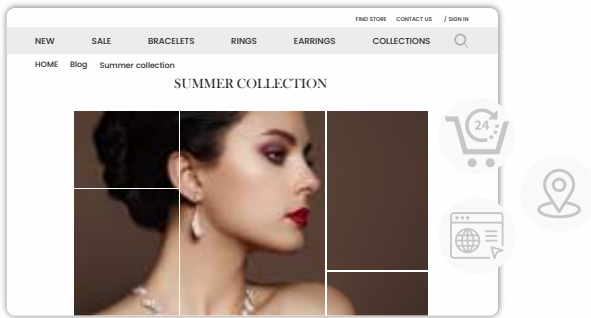 FIND STORE CONTACT US / SIGN IN
NEW SALE BRACELETS RINGS EARRINGS COLLECTIONS
HOME Blog Summer collection
SUMMER COLLECTION
24